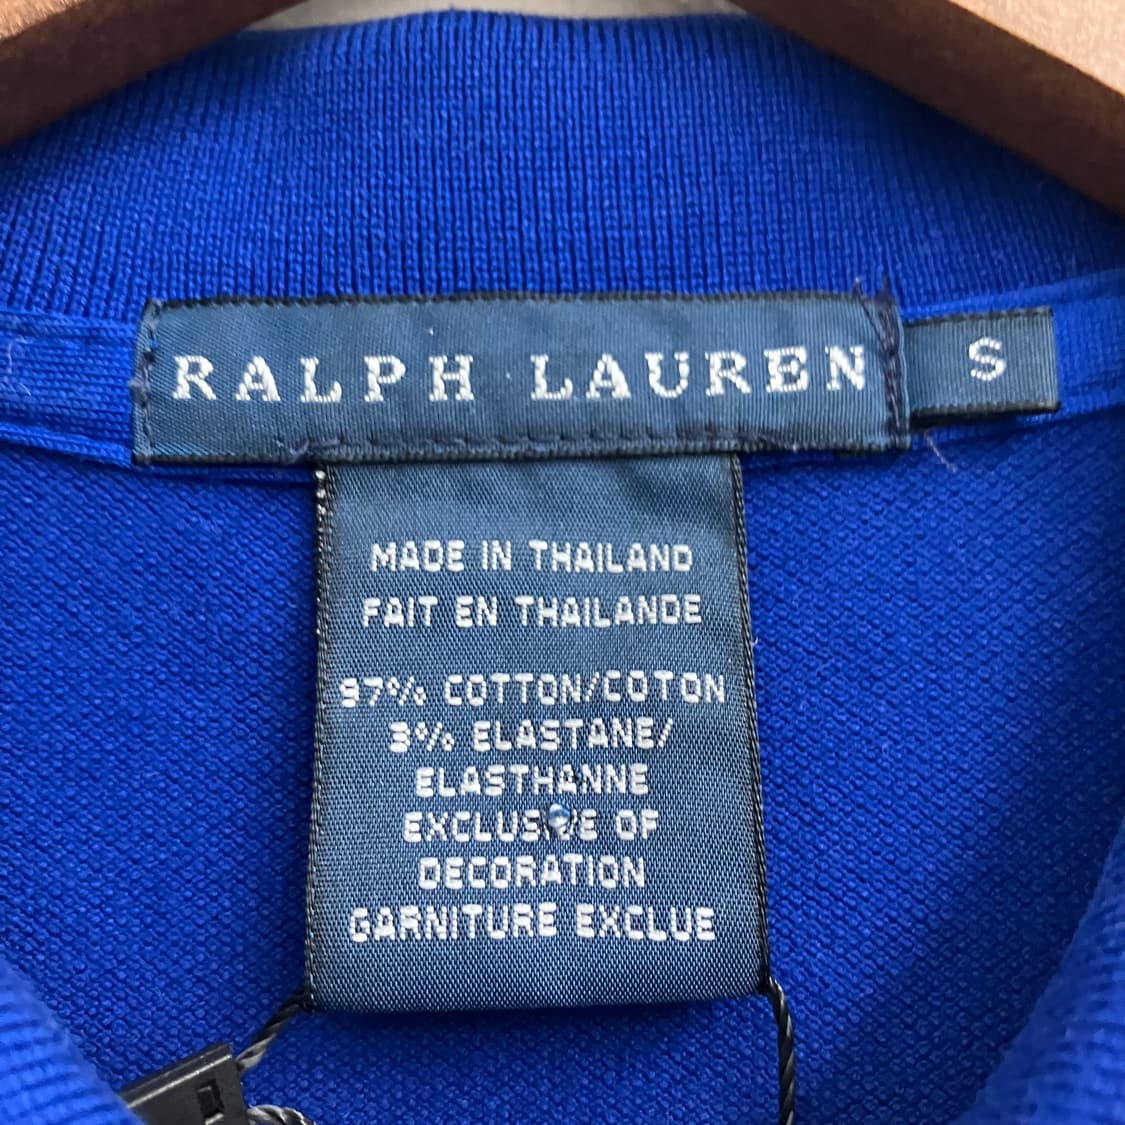 RALPH LAUREN S
MADE IN THAILAND
FAIT EN THAILANDE
97% COTTON/COTON
3% ELASTANE/
ELASTHANNE
EXCLUSIVE OF
DECORATION
GARNITURE EXCLUE